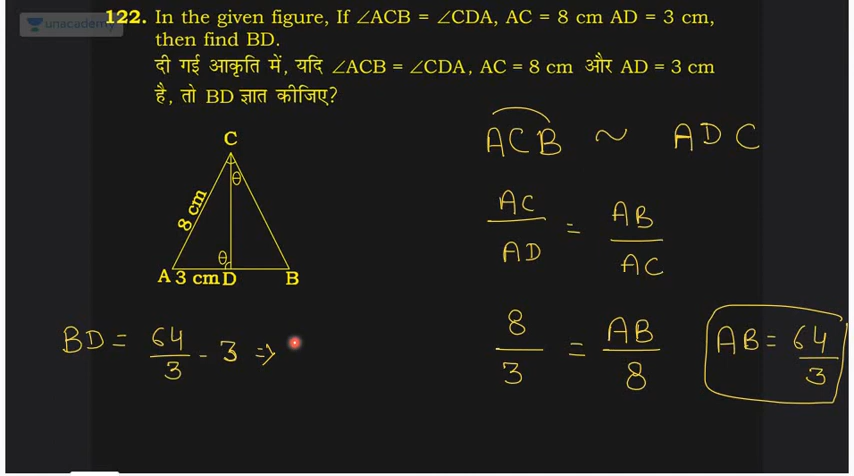 unacademy
122. In the given figure, If ∠ACB = ∠CDA, AC = 8 cm AD = 3 cm,
then find BD.
दी गई आकृति में, यदि ∠ACB = ∠CDA, AC = 8 cm और AD = 3 cm
है, तो BD ज्ञात कीजिए?
C
θ
8 cm
θ
A 3 cm D B
ACB ~ ADC
AC/AD = AB/AC
8/3 = AB/8
AB = 64/3
BD = 64/3 - 3 ⇒